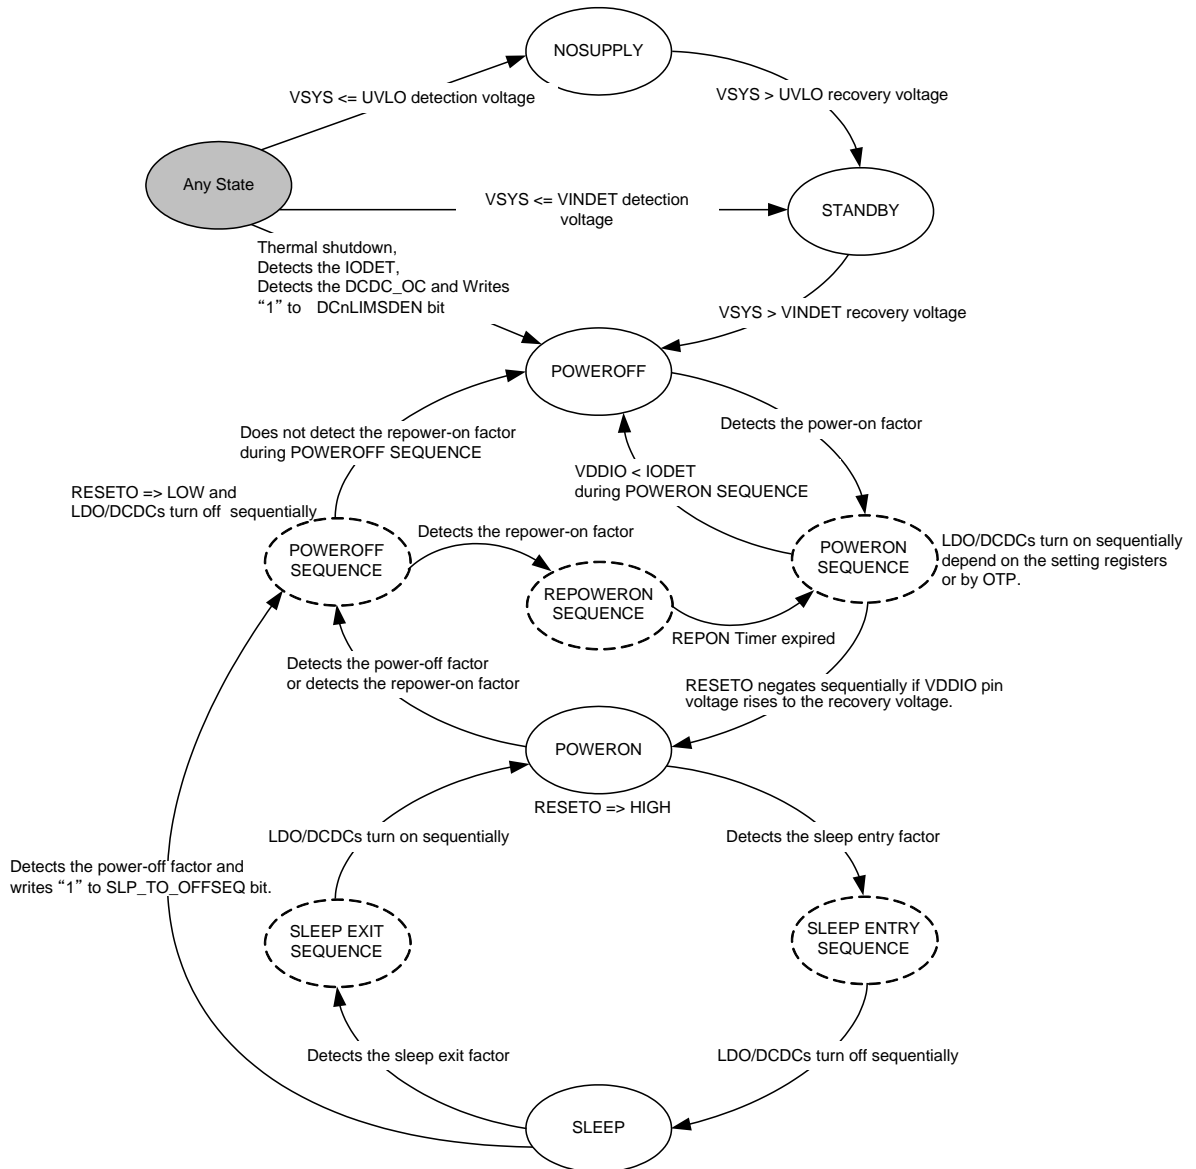 NOSUPPLY
VSYS <= UVLO detection voltage
VSYS > UVLO recovery voltage
Any State
VSYS <= VINDET detection
voltage
STANDBY
Thermal shutdown,
Detects the IODET,
Detects the DCDC_OC and Writes
“1” to DCnLIMSDEN bit
VSYS > VINDET recovery voltage
POWEROFF
Detects the power-on factor
Does not detect the repower-on factor
during POWEROFF SEQUENCE
VDDIO < IODET
during POWERON SEQUENCE
RESETO => LOW and
LDO/DCDCs turn off sequentially
Detects the repower-on factor
POWEROFF
SEQUENCE
POWERON
SEQUENCE
LDO/DCDCs turn on sequentially
depend on the setting registers
or by OTP.
REPOWERON
SEQUENCE
REPON Timer expired
Detects the power-off factor
or detects the repower-on factor
RESETO negates sequentially if VDDIO pin
voltage rises to the recovery voltage.
POWERON
RESETO => HIGH
LDO/DCDCs turn on sequentially
Detects the sleep entry factor
Detects the power-off factor and
writes “1” to SLP_TO_OFFSEQ bit.
SLEEP EXIT
SEQUENCE
SLEEP ENTRY
SEQUENCE
Detects the sleep exit factor
LDO/DCDCs turn off sequentially
SLEEP